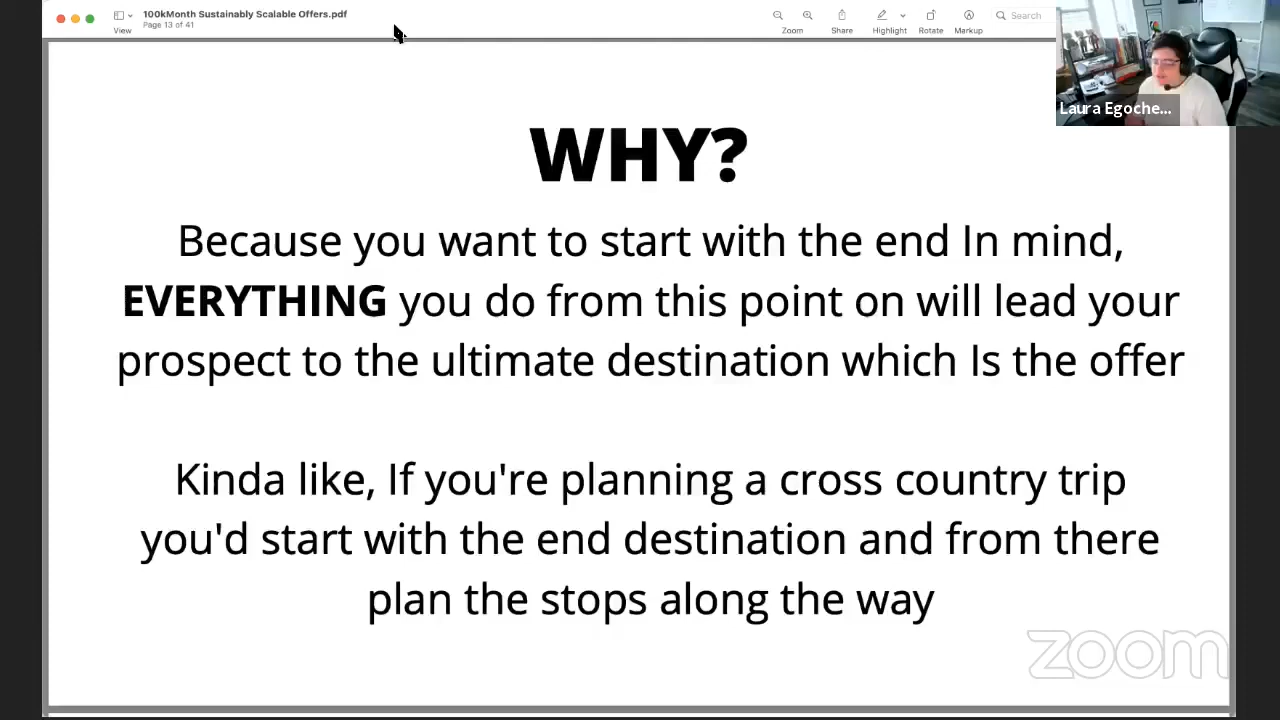 100kMonth Sustainably Scalable Offers.pdf
Page 13 of 41
View
Zoom
Share
Highlight
Rotate
Markup
Search
Laura Egoche...
WHY?
Because you want to start with the end In mind,
EVERYTHING you do from this point on will lead your
prospect to the ultimate destination which Is the offer
Kinda like, If you're planning a cross country trip
you'd start with the end destination and from there
plan the stops along the way
zoom